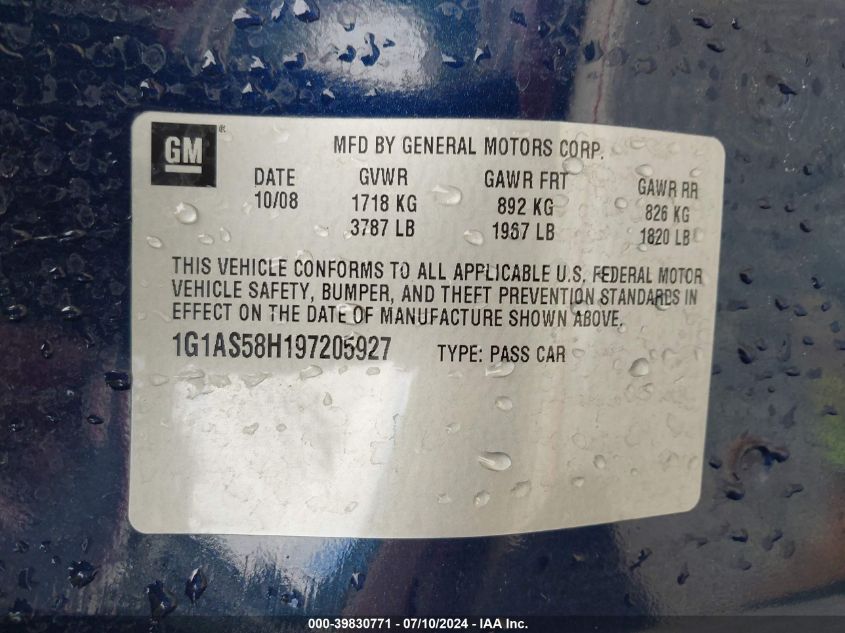 GM®
MFD BY GENERAL MOTORS CORP.
DATE GVWR GAWR FRT GAWR RR
10/08 1718 KG 892 KG 826 KG
3787 LB 1967 LB 1820 LB
THIS VEHICLE CONFORMS TO ALL APPLICABLE U.S. FEDERAL MOTOR
VEHICLE SAFETY, BUMPER, AND THEFT PREVENTION STANDARDS IN
EFFECT ON THE DATE OF MANUFACTURE SHOWN ABOVE.
1G1AS58H197205927 TYPE: PASS CAR
000-39830771 / 07/10/2024 - IAA Inc.